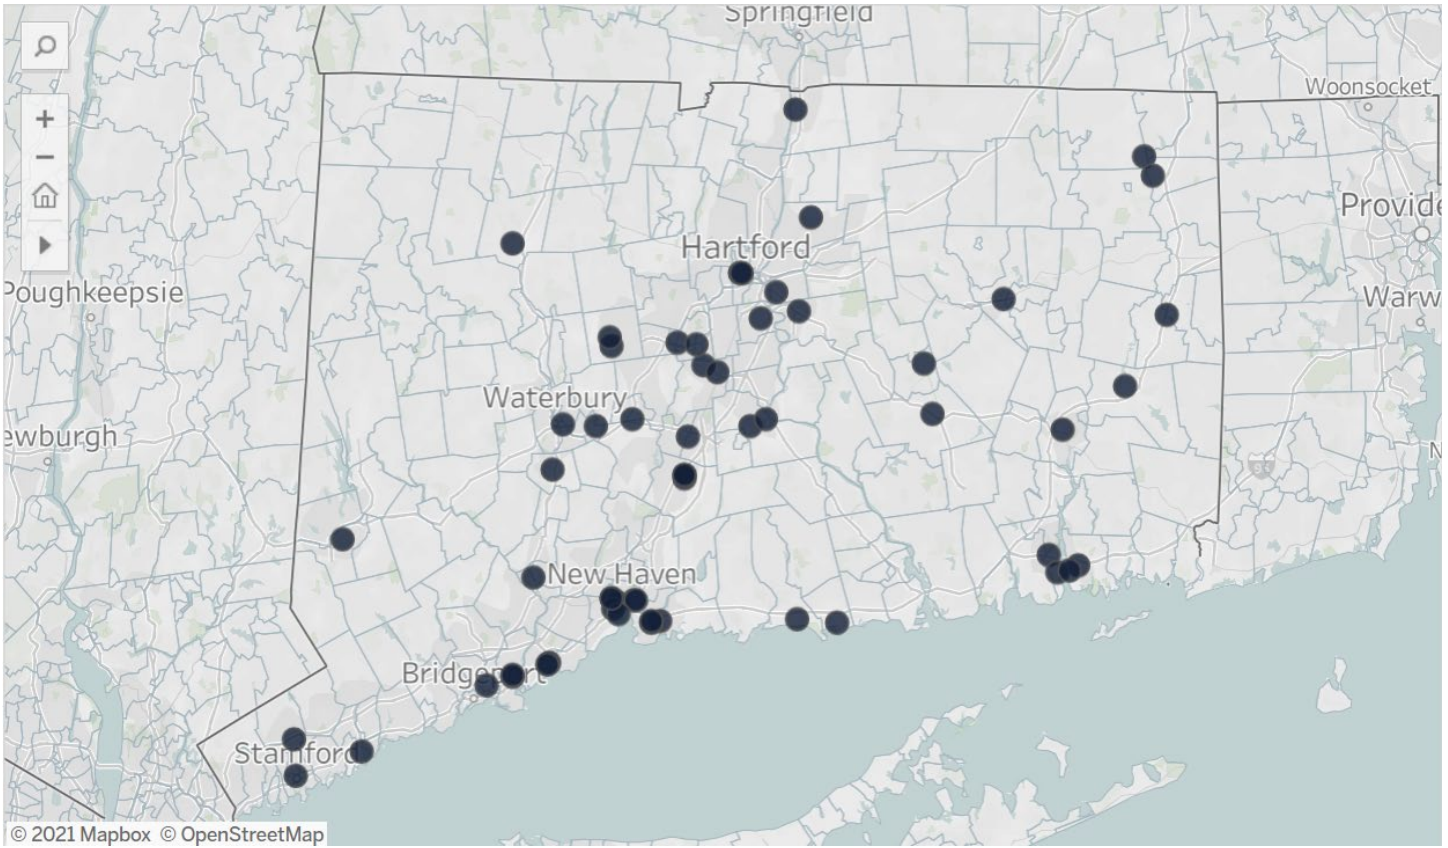 Springfield
Woonsocket
Provide
Hartford
Poughkeepsie
Warw
Waterbury
ewburgh
N
New Haven
Bridgeport
Stamford
© 2021 Mapbox © OpenStreetMap